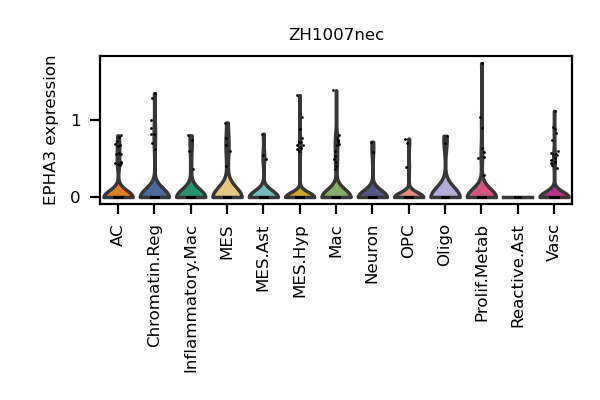 ZH1007nec
EPHA3 expression
1
0
AC
Chromatin.Reg
Inflammatory.Mac
MES
MES.Ast
MES.Hyp
Mac
Neuron
OPC
Oligo
Prolif.Metab
Reactive.Ast
Vasc